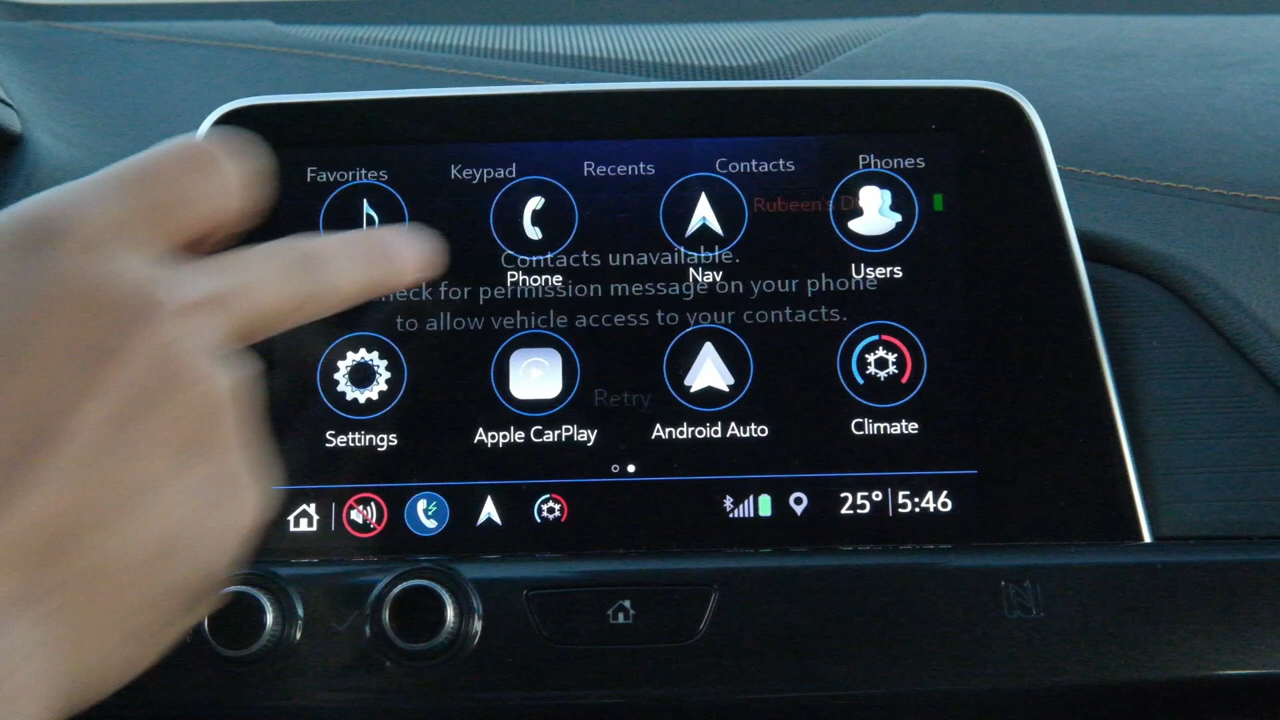 Favorites Keypad Recents Contacts Phones
Rubeen's
Contacts unavailable.
Phone Nav Users
for permission message on your phone
to allow vehicle access to your contacts.
Retry
Settings Apple CarPlay Android Auto Climate
25° 5:46
N